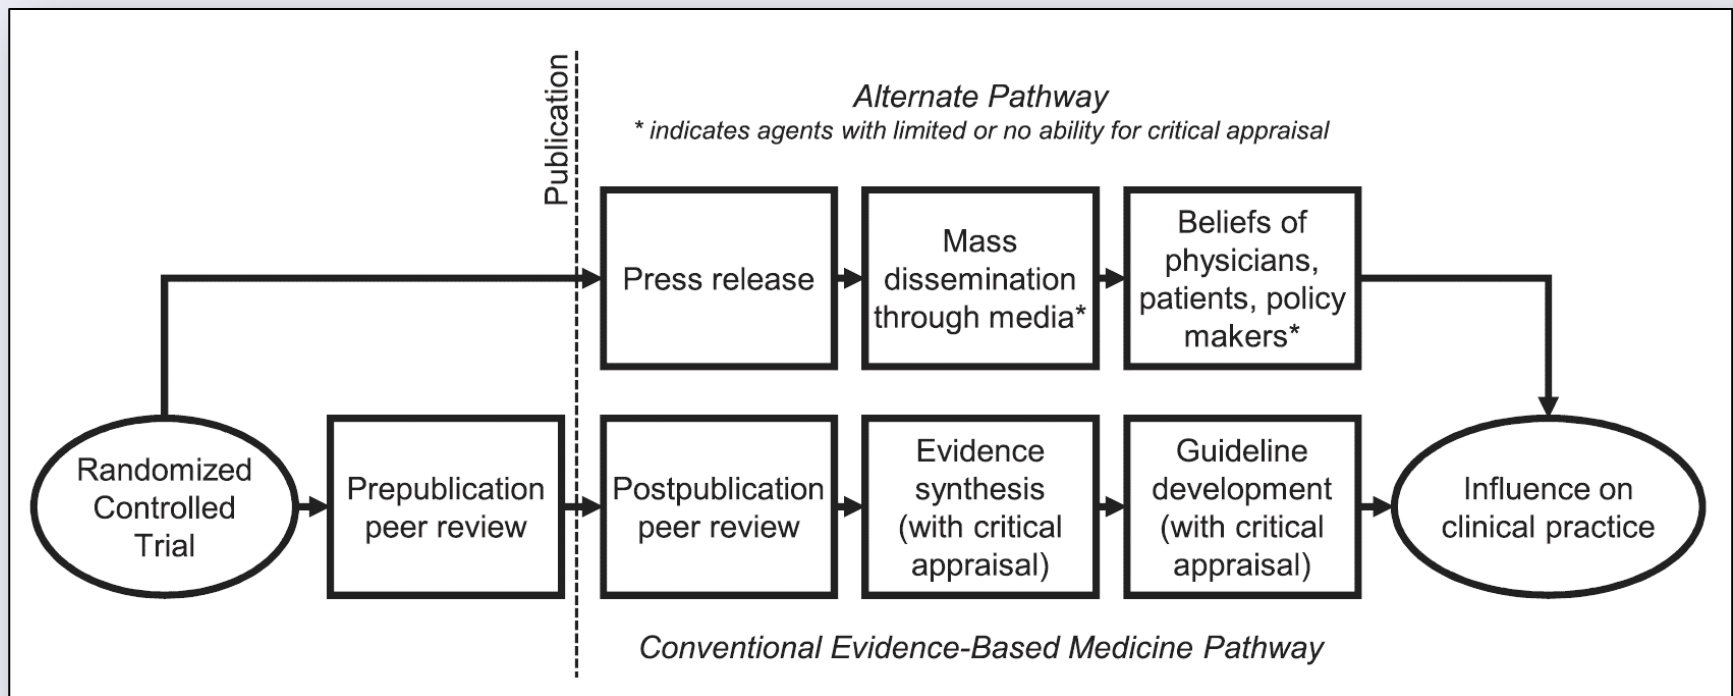 Publication
Alternate Pathway
* indicates agents with limited or no ability for critical appraisal
Press release
Mass
dissemination
through media*
Beliefs of
physicians,
patients, policy
makers*
Randomized
Controlled
Trial
Prepublication
peer review
Postpublication
peer review
Evidence
synthesis
(with critical
appraisal)
Guideline
development
(with critical
appraisal)
Influence on
clinical practice
Conventional Evidence-Based Medicine Pathway